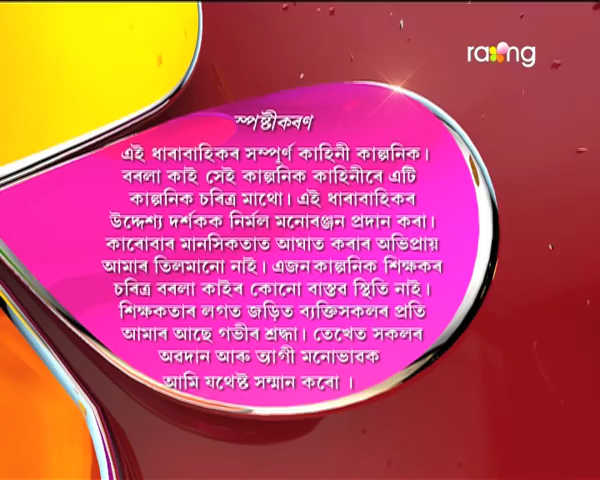 rang
স্পষ্টীকৰণ
এই ধাৰাবাহিকৰ সম্পূৰ্ণ কাহিনী কাল্পনিক।
বৰলা কাই সেই কাল্পনিক কাহিনীৰে এটি
কাল্পনিক চৰিত্ৰ মাথো। এই ধাৰাবাহিকৰ
উদ্দেশ্য দৰ্শকক নিৰ্মল মনোৰঞ্জন প্ৰদান কৰা।
কাৰোবাৰ মানসিকতাত আঘাত কৰাৰ অভিপ্ৰায়
আমাৰ তিলমানো নাই। এজন কাল্পনিক শিক্ষকৰ
চৰিত্ৰ বৰলা কাইৰ কোনো বাস্তৱ স্থিতি নাই।
শিক্ষকতাৰ লগত জড়িত ব্যক্তিসকলৰ প্ৰতি
আমাৰ আছে গভীৰ শ্ৰদ্ধা। তেখেত সকলৰ
অৱদান আৰু ত্যাগী মনোভাৱক
আমি যথেষ্ট সন্মান কৰো ।